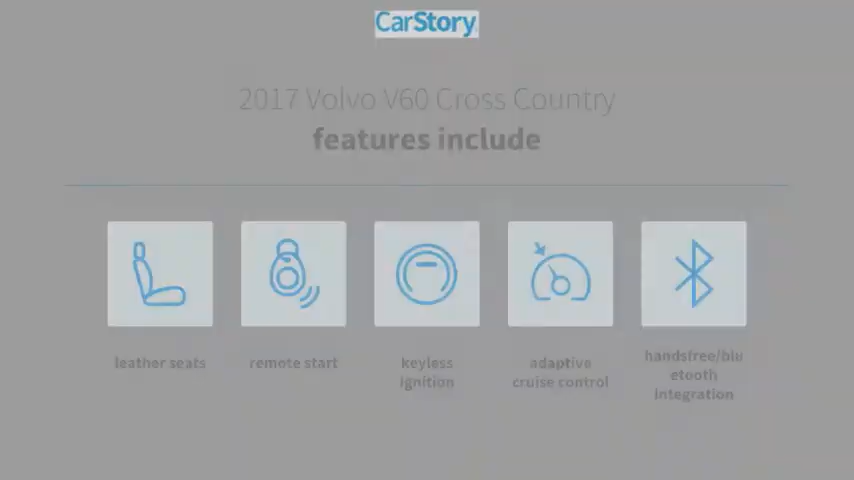 CarStory
2017 Volvo V60 Cross Country
features include
leather seats
remote start
keyless
ignition
adaptive
cruise control
handsfree/blu
etooth
integration